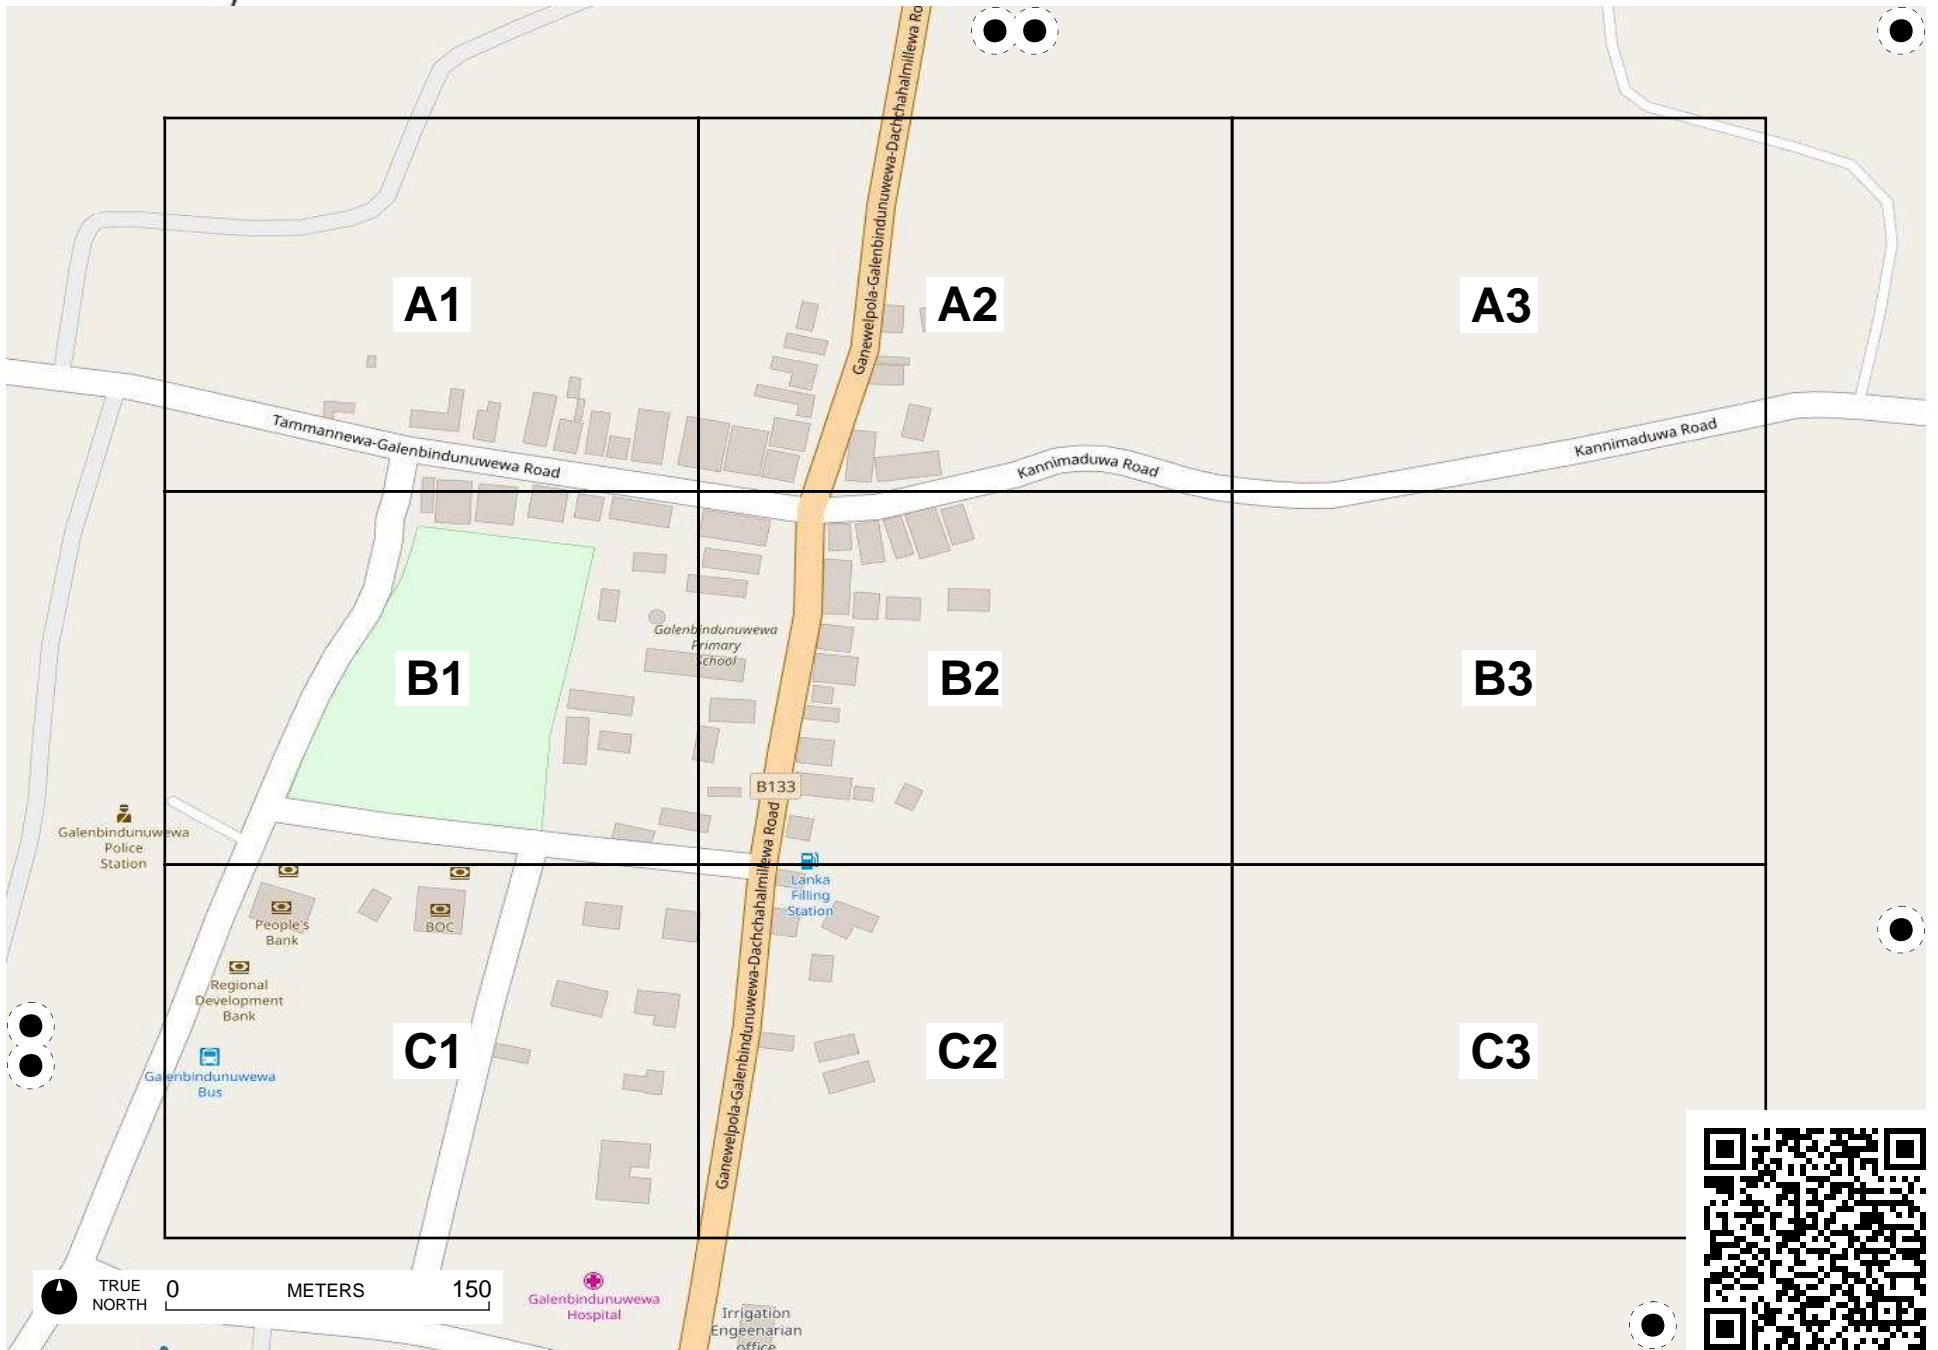 Ganewelpola-Galenbindunuwewa-Dachchahalmillewa Ro
A1
A2
A3
Tammannewa-Galenbindunuwewa Road
Kannimaduwa Road
Kannimaduwa Road
Galenbindunuwewa
Primary
School
B1
B2
B3
B133
Galenbindunuwewa
Police
Station
Ganewelpola-Galenbindunuwewa-Dachchahalmillewa Road
Lanka
Filling
Station
People's
Bank
BOC
Regional
Development
Bank
C1
C2
C3
Galenbindunuwewa
Bus
TRUE
NORTH
0
METERS
150
Galenbindunuwewa
Hospital
Irrigation
Engeenarian
office